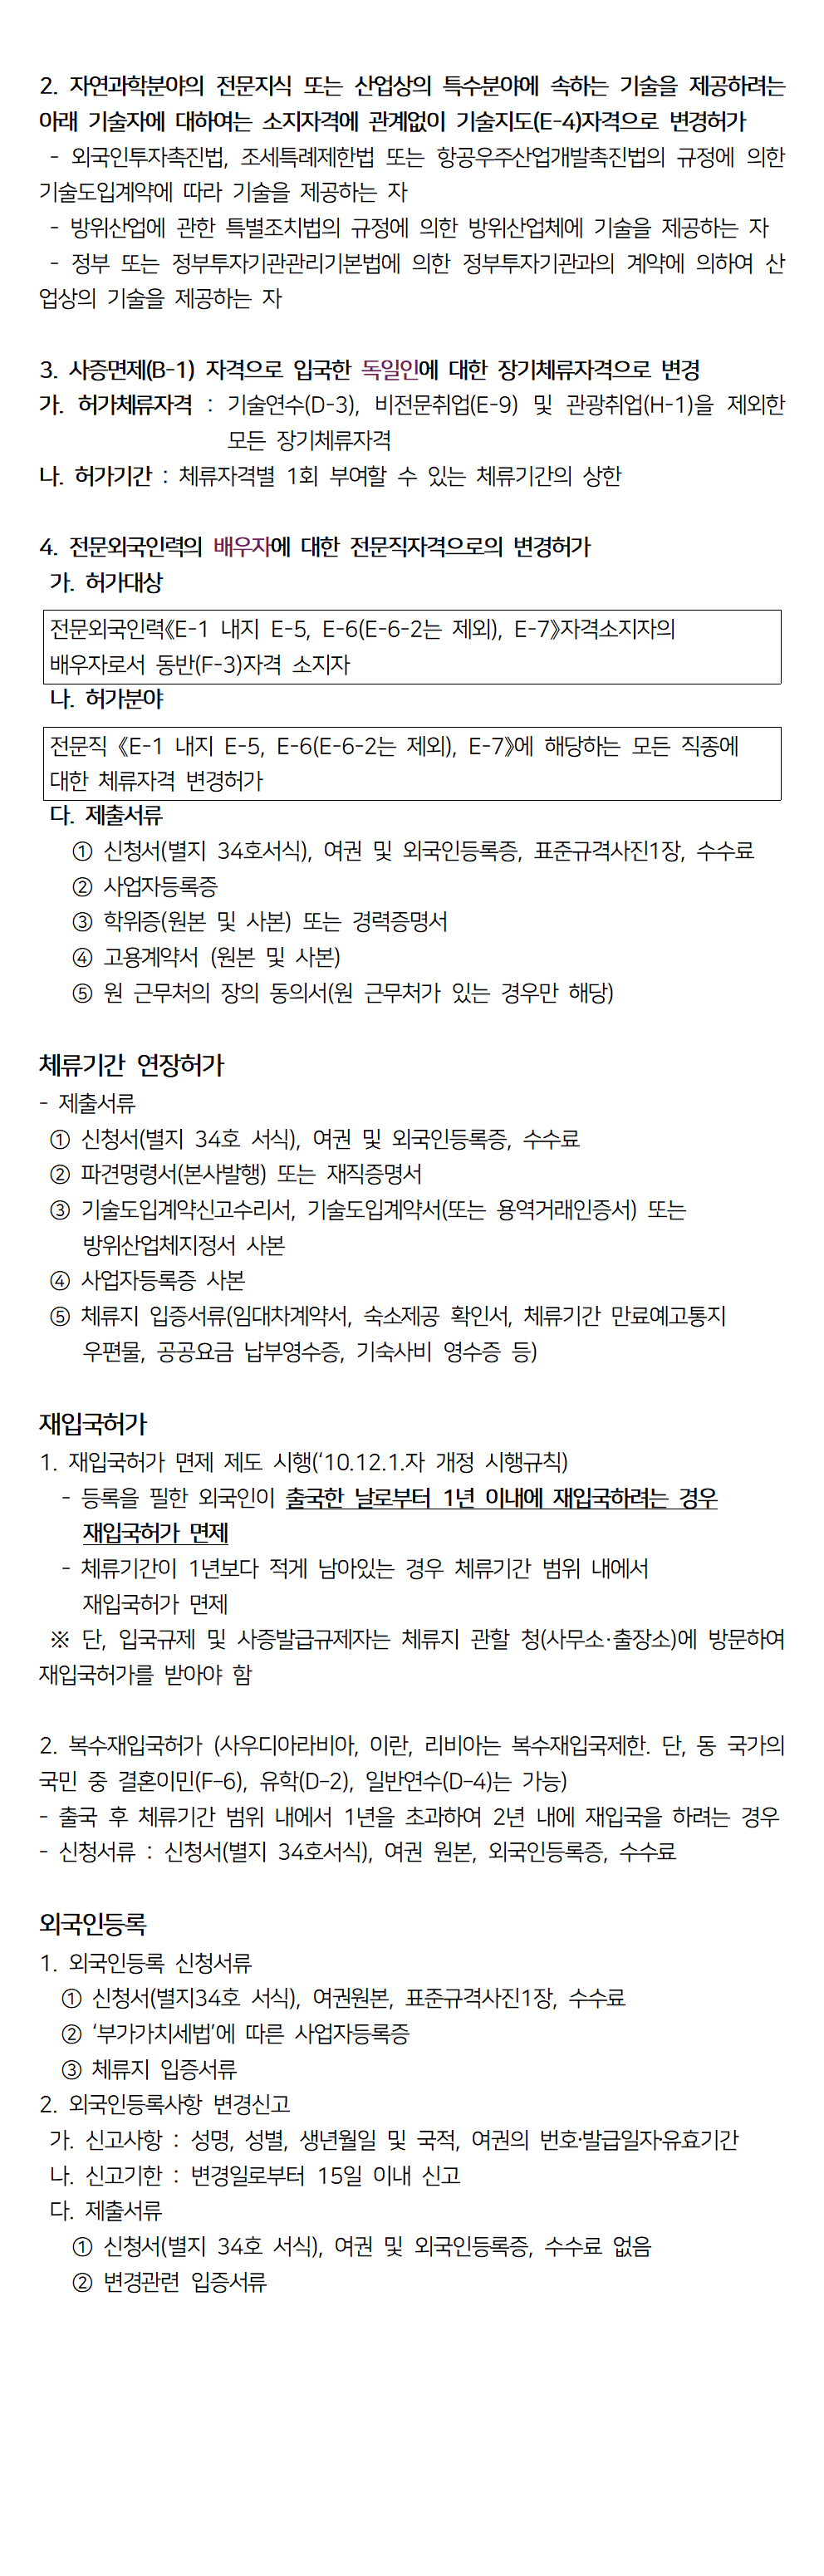 2. 자연과학분야의 전문지식 또는 산업상의 특수분야에 속하는 기술을 제공하려는
아래 기술자에 대하여는 소지자격에 관계없이 기술지도(E-4)자격으로 변경허가
- 외국인투자촉진법, 조세특례제한법 또는 항공우주산업개발촉진법의 규정에 의한
기술도입계약에 따라 기술을 제공하는 자
- 방위산업에 관한 특별조치법의 규정에 의한 방위산업체에 기술을 제공하는 자
- 정부 또는 정부투자기관관리기본법에 의한 정부투자기관과의 계약에 의하여 산
업상의 기술을 제공하는 자
3. 사증면제(B-1) 자격으로 입국한 독일인에 대한 장기체류자격으로 변경
가. 허가체류자격 : 기술연수(D-3), 비전문취업(E-9) 및 관광취업(H-1)을 제외한
모든 장기체류자격
나. 허가기간 : 체류자격별 1회 부여할 수 있는 체류기간의 상한
4. 전문외국인력의 배우자에 대한 전문직자격으로의 변경허가
가. 허가대상
전문외국인력《E-1 내지 E-5, E-6(E-6-2는 제외), E-7》자격소지자의
배우자로서 동반(F-3)자격 소지자
나. 허가분야
전문직 《E-1 내지 E-5, E-6(E-6-2는 제외), E-7》에 해당하는 모든 직종에
대한 체류자격 변경허가
다. 제출서류
① 신청서(별지 34호서식), 여권 및 외국인등록증, 표준규격사진1장, 수수료
② 사업자등록증
③ 학위증(원본 및 사본) 또는 경력증명서
④ 고용계약서 (원본 및 사본)
⑤ 원 근무처의 장의 동의서(원 근무처가 있는 경우만 해당)
체류기간 연장허가
- 제출서류
① 신청서(별지 34호 서식), 여권 및 외국인등록증, 수수료
② 파견명령서(본사발행) 또는 재직증명서
③ 기술도입계약신고수리서, 기술도입계약서(또는 용역거래인증서) 또는
방위산업체지정서 사본
④ 사업자등록증 사본
⑤ 체류지 입증서류(임대차계약서, 숙소제공 확인서, 체류기간 만료예고통지
우편물, 공공요금 납부영수증, 기숙사비 영수증 등)
재입국허가
1. 재입국허가 면제 제도 시행(‘10.12.1.자 개정 시행규칙)
- 등록을 필한 외국인이 출국한 날로부터 1년 이내에 재입국하려는 경우
재입국허가 면제
- 체류기간이 1년보다 적게 남아있는 경우 체류기간 범위 내에서
재입국허가 면제
※ 단, 입국규제 및 사증발급규제자는 체류지 관할 청(사무소·출장소)에 방문하여
재입국허가를 받아야 함
2. 복수재입국허가 (사우디아라비아, 이란, 리비아는 복수재입국제한. 단, 동 국가의
국민 중 결혼이민(F–6), 유학(D–2), 일반연수(D–4)는 가능)
- 출국 후 체류기간 범위 내에서 1년을 초과하여 2년 내에 재입국을 하려는 경우
- 신청서류 : 신청서(별지 34호서식), 여권 원본, 외국인등록증, 수수료
외국인등록
1. 외국인등록 신청서류
① 신청서(별지34호 서식), 여권원본, 표준규격사진1장, 수수료
② ‘부가가치세법’에 따른 사업자등록증
③ 체류지 입증서류
2. 외국인등록사항 변경신고
가. 신고사항 : 성명, 성별, 생년월일 및 국적, 여권의 번호·발급일자·유효기간
나. 신고기한 : 변경일로부터 15일 이내 신고
다. 제출서류
① 신청서(별지 34호 서식), 여권 및 외국인등록증, 수수료 없음
② 변경관련 입증서류